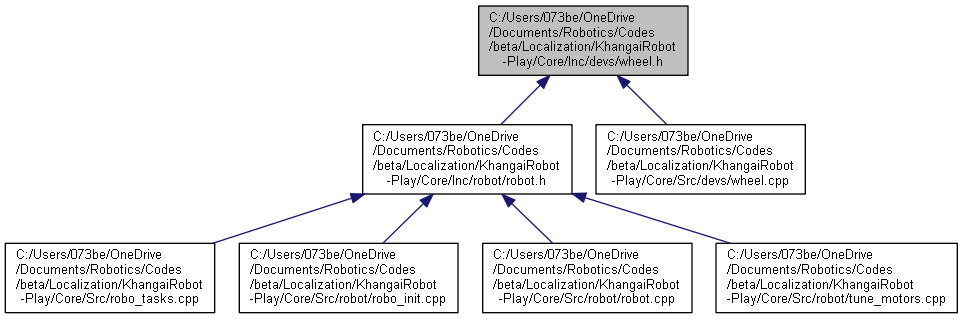 C:/Users/073be/OneDrive
/Documents/Robotics/Codes
/beta/Localization/KhangaiRobot
-Play/Core/Inc/devs/wheel.h
C:/Users/073be/OneDrive
/Documents/Robotics/Codes
/beta/Localization/KhangaiRobot
-Play/Core/Inc/robot/robot.h
C:/Users/073be/OneDrive
/Documents/Robotics/Codes
/beta/Localization/KhangaiRobot
-Play/Core/Src/devs/wheel.cpp
C:/Users/073be/OneDrive
/Documents/Robotics/Codes
/beta/Localization/KhangaiRobot
-Play/Core/Src/robo_tasks.cpp
C:/Users/073be/OneDrive
/Documents/Robotics/Codes
/beta/Localization/KhangaiRobot
-Play/Core/Src/robot/robo_init.cpp
C:/Users/073be/OneDrive
/Documents/Robotics/Codes
/beta/Localization/KhangaiRobot
-Play/Core/Src/robot/robot.cpp
C:/Users/073be/OneDrive
/Documents/Robotics/Codes
/beta/Localization/KhangaiRobot
-Play/Core/Src/robot/tune_motors.cpp